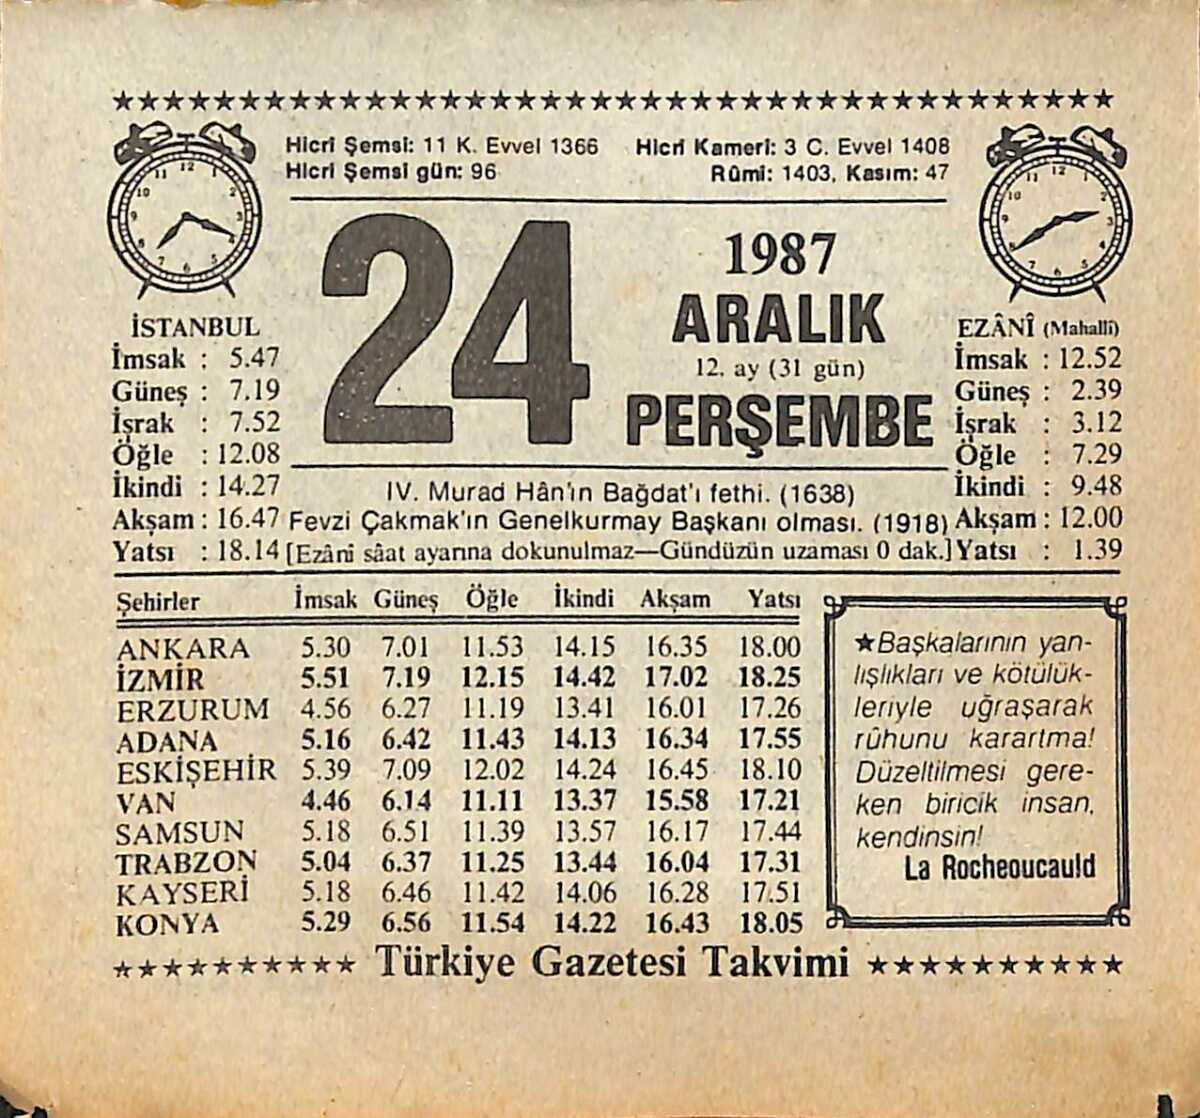 Hicrî Şemsi: 11 K. Evvel 1366 Hicrî Kamerî: 3 C. Evvel 1408
Hicrî Şemsi gün: 96 Rûmi: 1403, Kasım: 47
24
1987
ARALIK
12. ay (31 gün)
PERŞEMBE
İSTANBUL
İmsak : 5.47
Güneş : 7.19
İşrak : 7.52
Öğle : 12.08
İkindi : 14.27
Akşam : 16.47
Yatsı : 18.14
EZÂNÎ (Mahallî)
İmsak : 12.52
Güneş : 2.39
İşrak : 3.12
Öğle : 7.29
İkindi : 9.48
Akşam : 12.00
Yatsı : 1.39
IV. Murad Hân'ın Bağdat'ı fethi. (1638)
Fevzi Çakmak'ın Genelkurmay Başkanı olması. (1918)
[Ezânî sâat ayarına dokunulmaz—Gündüzün uzaması 0 dak.]
Şehirler İmsak Güneş Öğle İkindi Akşam Yatsı
ANKARA 5.30 7.01 11.53 14.15 16.35 18.00
İZMİR 5.51 7.19 12.15 14.42 17.02 18.25
ERZURUM 4.56 6.27 11.19 13.41 16.01 17.26
ADANA 5.16 6.42 11.43 14.13 16.34 17.55
ESKİŞEHİR 5.39 7.09 12.02 14.24 16.45 18.10
VAN 4.46 6.14 11.11 13.37 15.58 17.21
SAMSUN 5.18 6.51 11.39 13.57 16.17 17.44
TRABZON 5.04 6.37 11.25 13.44 16.04 17.31
KAYSERİ 5.18 6.46 11.42 14.06 16.28 17.51
KONYA 5.29 6.56 11.54 14.22 16.43 18.05
★Başkalarının yan-
lışlıkları ve kötülük-
leriyle uğraşarak
rûhunu karartma!
Düzeltilmesi gere-
ken biricik insan,
kendinsin!
La Rocheoucauld
Türkiye Gazetesi Takvimi